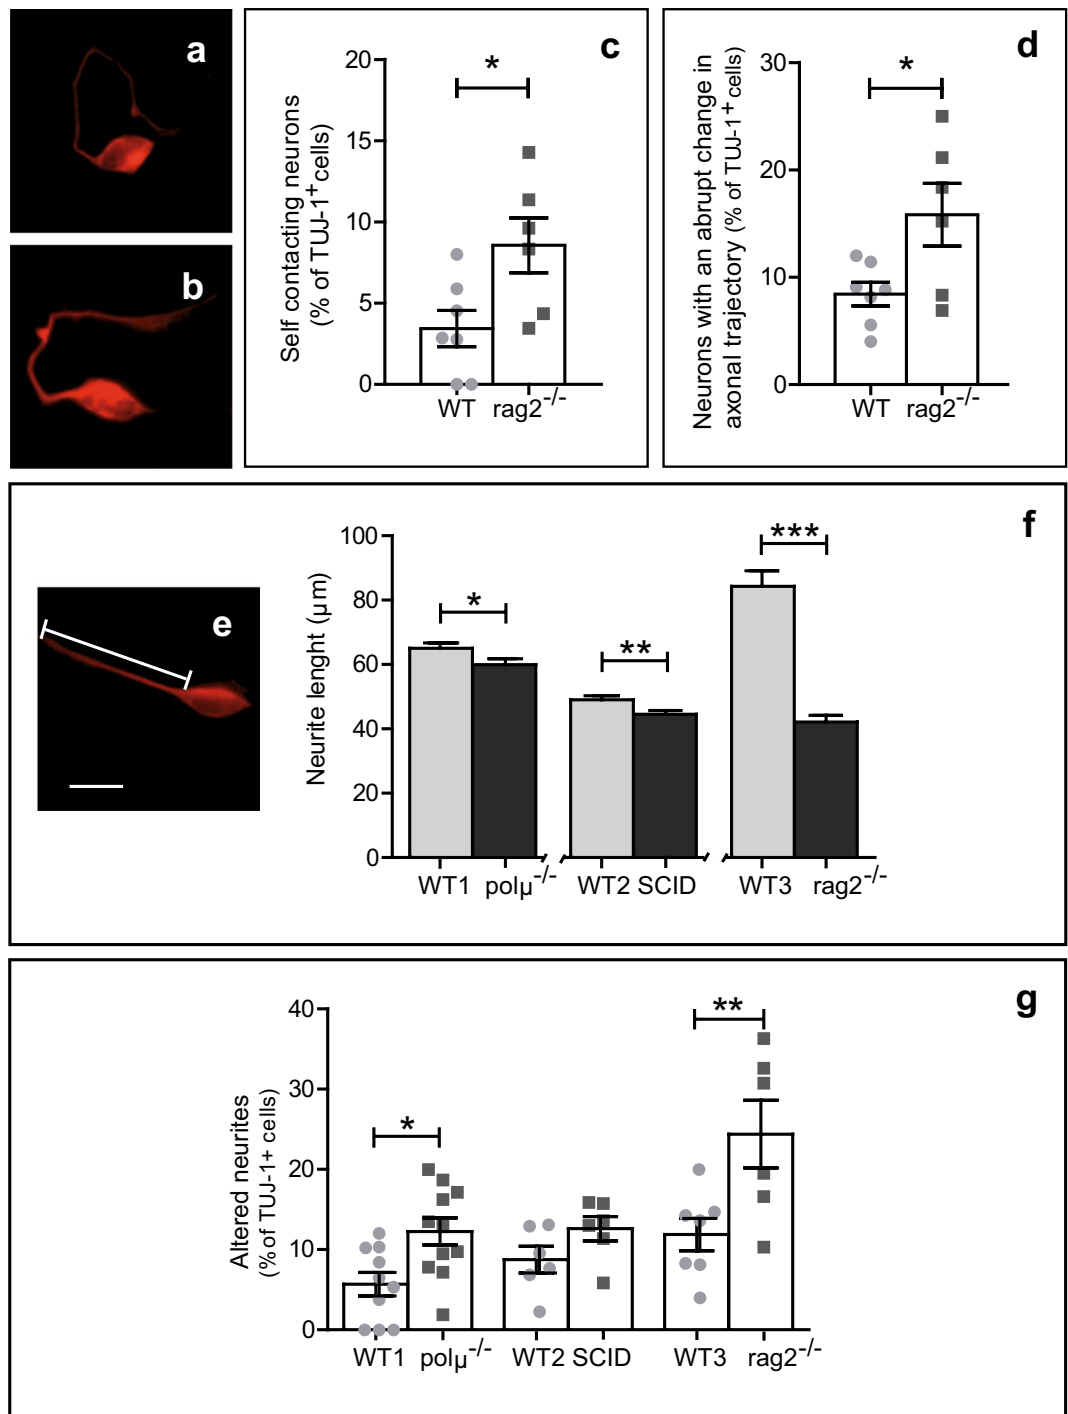 a
b
c
Self contacting neurons
(% of TUJ-1+cells)
20
15
10
5
0
*
WT rag2-/-
d
Neurons with an abrupt change in
axonal trajectory (% of TUJ-1+cells)
30
20
10
0
*
WT rag2-/-
e
f
Neurite lenght (µm)
100
80
60
40
20
0
*
**
***
WT1 polµ-/- WT2 SCID WT3 rag2-/-
g
Altered neurites
(% of TUJ-1+ cells)
40
30
20
10
0
*
**
WT1 polµ-/- WT2 SCID WT3 rag2-/-